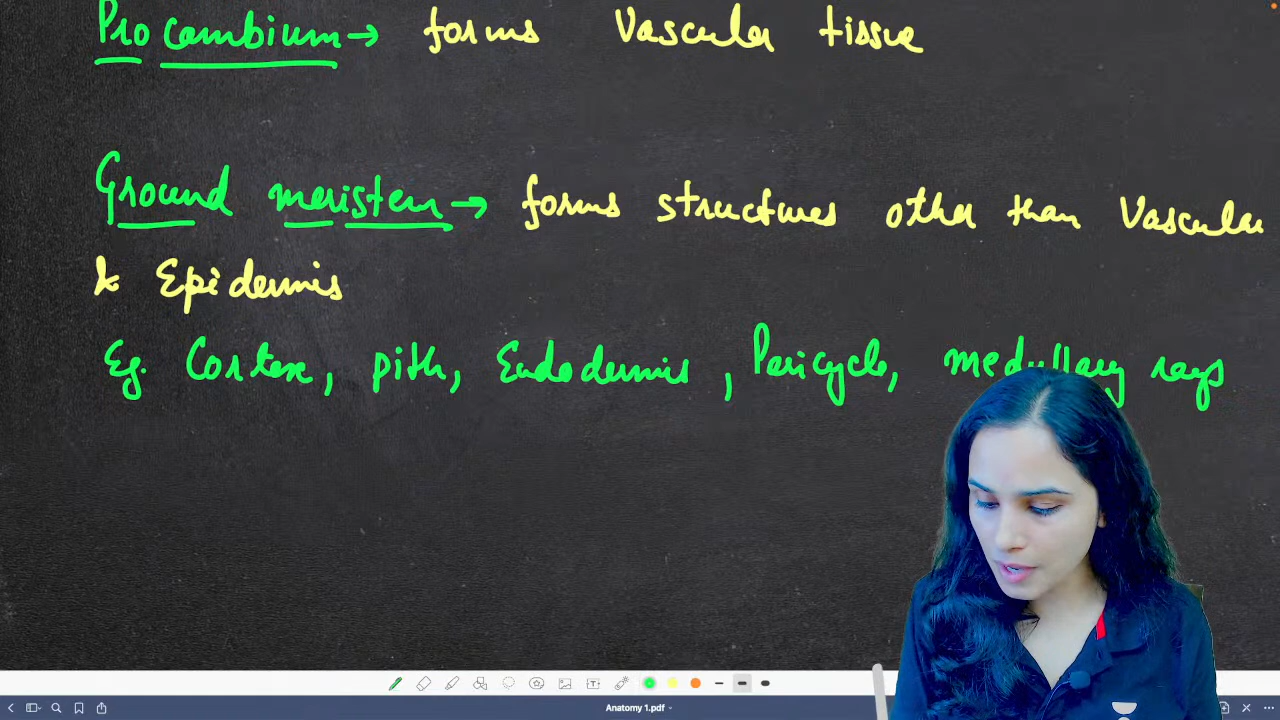 Procambium → forms Vascular tissue
Ground meristem → forms structures other than Vascular
& Epidermis
Eg. Cortex, pith, Endodermis, Pericycle, medullary rays
Anatomy 1.pdf